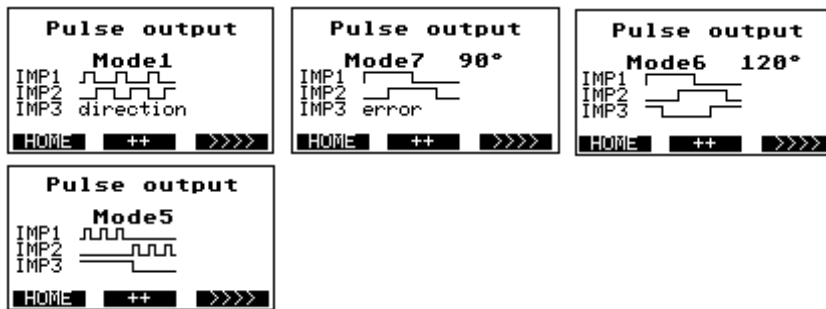 Pulse output
Mode1
IMP1
IMP2
IMP3 direction
HOME ++ >>>>
Pulse output
Mode7 90°
IMP1
IMP2
IMP3 error
HOME ++ >>>>
Pulse output
Mode6 120°
IMP1
IMP2
IMP3
HOME ++ >>>>
Pulse output
Mode5
IMP1
IMP2
IMP3
HOME ++ >>>>